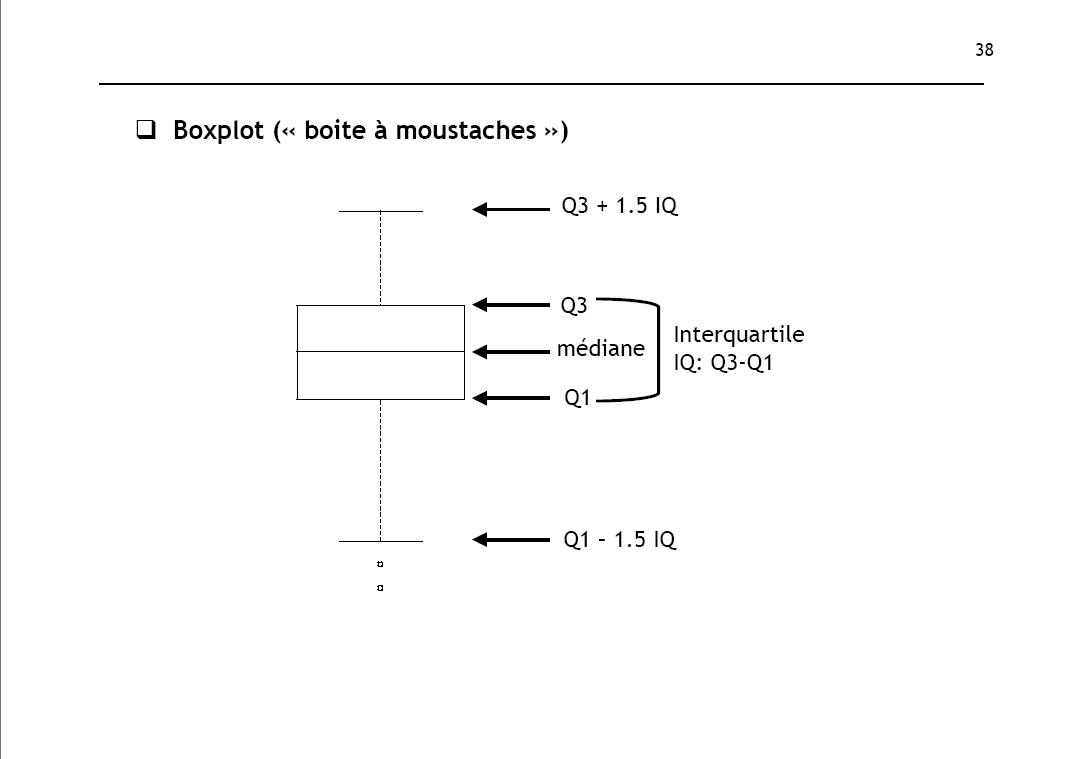 38
❑ Boxplot (« boite à moustaches »)
Q3 + 1.5 IQ
Q3
Interquartile
médiane
IQ: Q3-Q1
Q1
Q1 - 1.5 IQ